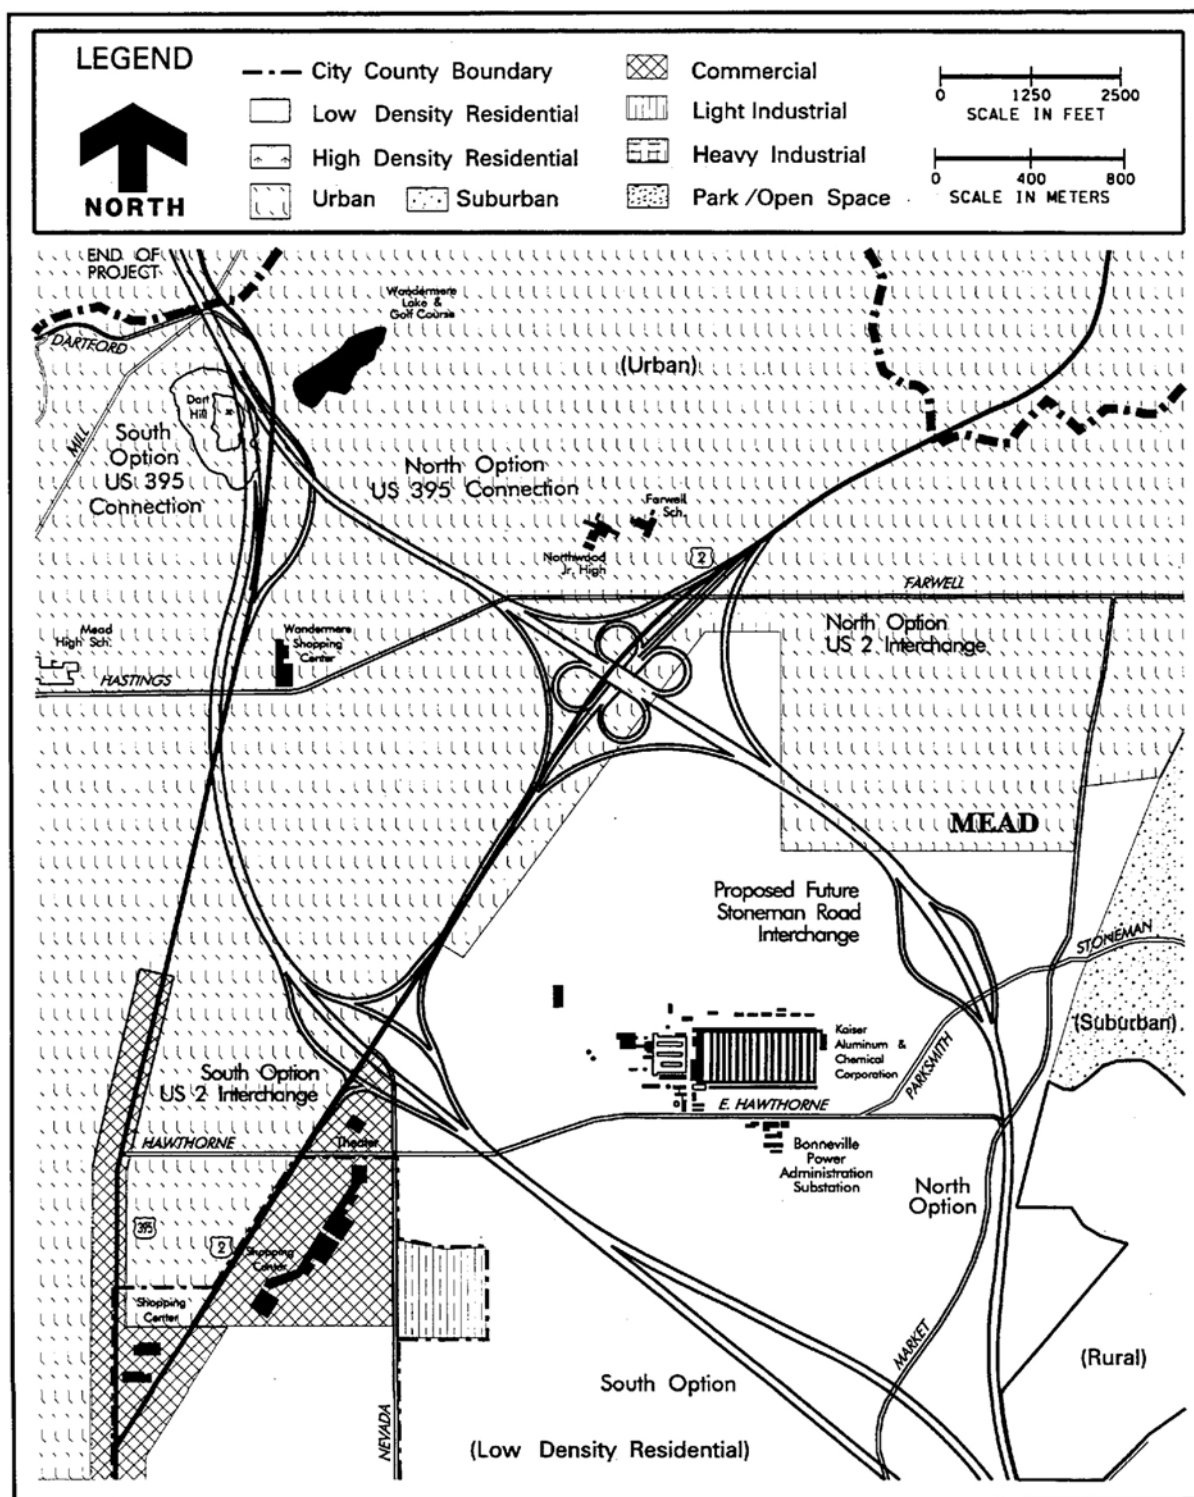 LEGEND
NORTH
City County Boundary
Low Density Residential
High Density Residential
Urban
Suburban
Commercial
Light Industrial
Heavy Industrial
Park/Open Space
0 1250 2500
SCALE IN FEET
0 400 800
SCALE IN METERS
END OF
PROJECT
Wandermere
Lake &
Golf Course
DARTFORD
(Urban)
Dart
Hill
MILL
South
Option
US 395
Connection
North Option
US 395 Connection
Farwell
Sch.
Northwood
Jr. High
2
FARWELL
Mead
High Sch.
Wandermere
Shopping
Center
North Option
US 2 Interchange
HASTINGS
MEAD
Proposed Future
Stoneman Road
Interchange
STONEMAN
(Suburban)
Kaiser
Aluminum &
Chemical
Corporation
PARKSMITH
South Option
US 2 Interchange
E. HAWTHORNE
HAWTHORNE
Theater
Bonneville
Power
Administration
Substation
North
Option
395
2
Shopping
Center
Shopping
Center
MARKET
(Rural)
South Option
NEVADA
(Low Density Residential)